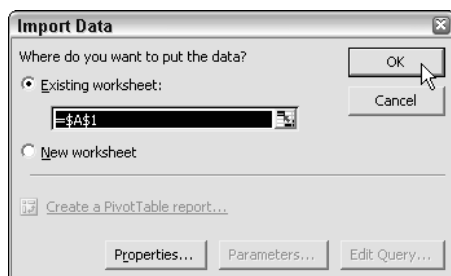 Import Data
Where do you want to put the data?
OK
Existing worksheet:
Cancel
=$A$1
New worksheet
Create a PivotTable report...
Properties... Parameters... Edit Query...